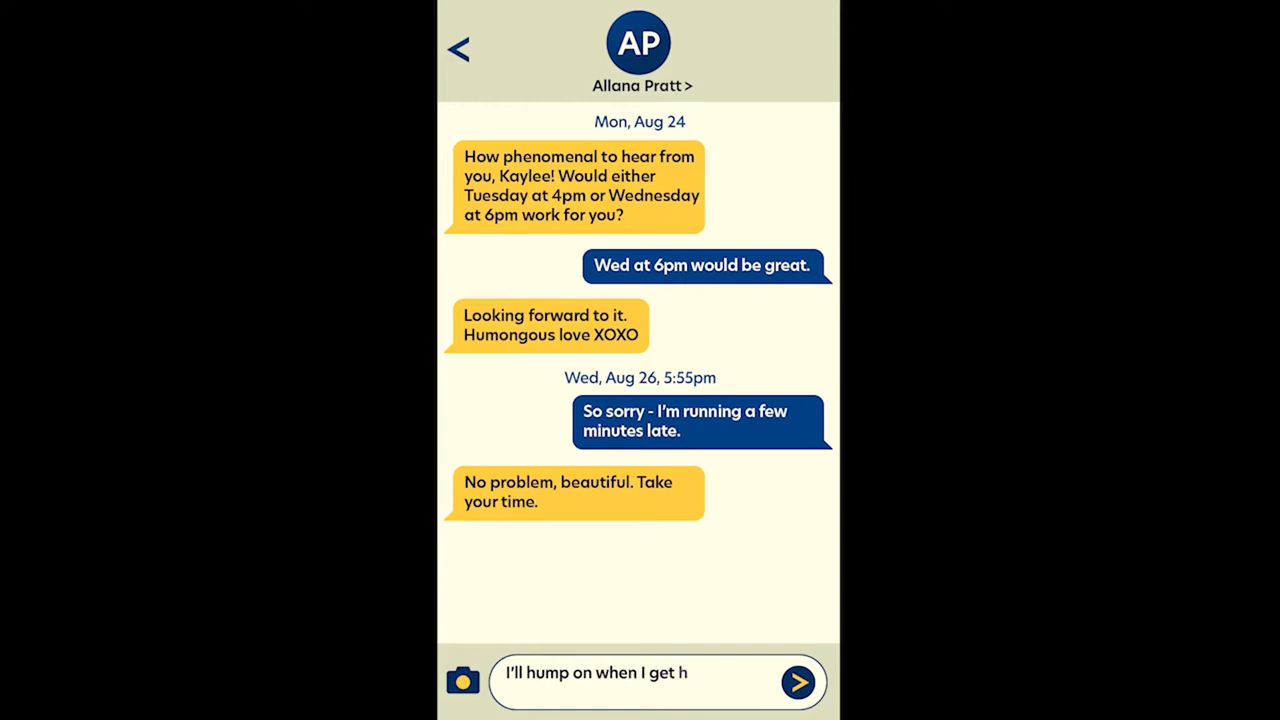 AP
Allana Pratt >
Mon, Aug 24
How phenomenal to hear from
you, Kaylee! Would either
Tuesday at 4pm or Wednesday
at 6pm work for you?
Wed at 6pm would be great.
Looking forward to it.
Humongous love XOXO
Wed, Aug 26, 5:55pm
So sorry - I'm running a few
minutes late.
No problem, beautiful. Take
your time.
I'll hump on when I get h